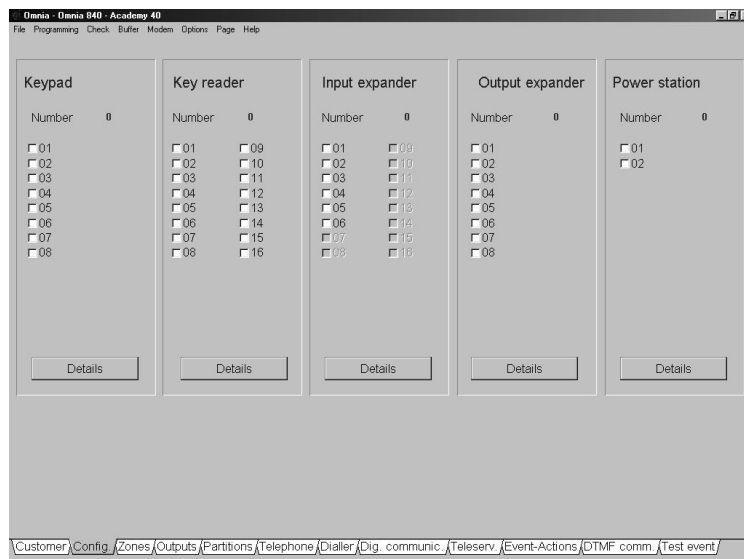 Omnia - Omnia 840 - Academy 40
File Programming Check Buffer Modem Options Page Help
Keypad Key reader Input expander Output expander Power station
Number 0 Number 0 Number 0 Number 0 Number 0
01 01 09 01 09 01 01
02 02 10 02 10 02 02
03 03 11 03 11 03
04 04 12 04 12 04
05 05 13 05 13 05
06 06 14 06 14 06
07 07 15 07 15 07
08 08 16 08 16 08
Details Details Details Details Details
Customer Config. Zones Outputs Partitions Telephone Dialler Dig. communic. Teleserv. Event-Actions DTMF comm. Test event